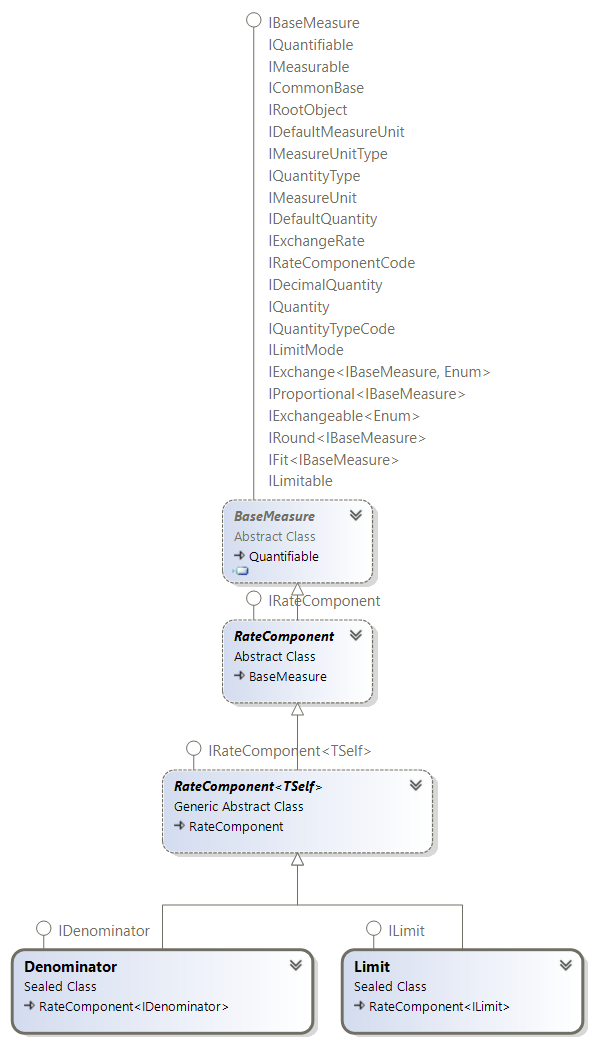 IBaseMeasure
IQuantifiable
IMeasurable
ICommonBase
IRootObject
IDefaultMeasureUnit
IMeasureUnitType
IQuantityType
IMeasureUnit
IDefaultQuantity
IExchangeRate
IRateComponentCode
IDecimalQuantity
IQuantity
IQuantityTypeCode
ILimitMode
IExchange<IBaseMeasure, Enum>
IProportional<IBaseMeasure>
IExchangeable<Enum>
IRound<IBaseMeasure>
IFit<IBaseMeasure>
ILimitable
BaseMeasure
Abstract Class
Quantifiable
IRateComponent
RateComponent
Abstract Class
BaseMeasure
IRateComponent<TSelf>
RateComponent<TSelf>
Generic Abstract Class
RateComponent
IDenominator
Denominator
Sealed Class
RateComponent<IDenominator>
ILimit
Limit
Sealed Class
RateComponent<ILimit>